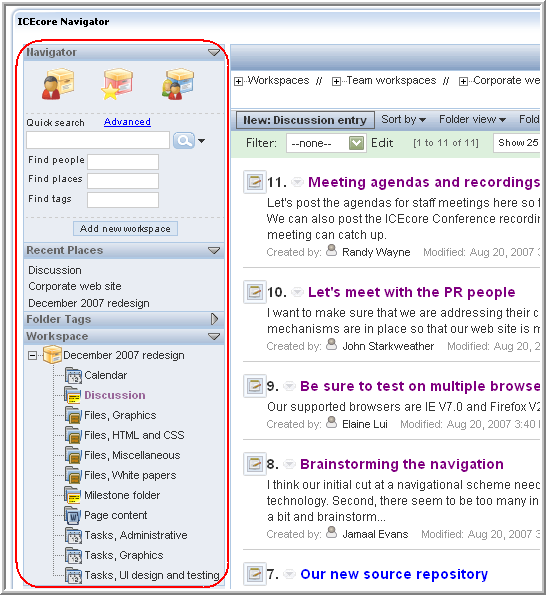 ICEcore Navigator
Navigator
Quick search Advanced
Find people
Find places
Find tags
Add new workspace
Recent Places
Discussion
Corporate web site
December 2007 redesign
Folder Tags
Workspace
December 2007 redesign
Calendar
Discussion
Files, Graphics
Files, HTML and CSS
Files, Miscellaneous
Files, White papers
Milestone folder
Page content
Tasks, Administrative
Tasks, Graphics
Tasks, UI design and testing
Workspaces // Team workspaces // Corporate we
New: Discussion entry Sort by Folder view Fold
Filter: --none-- Edit [1 to 11 of 11] Show 25
11. Meeting agendas and recordings
Let's post the agendas for staff meetings here so t
We can also post the ICEcore Conference recordin
meeting can catch up.
Created by: Randy Wayne Modified: Aug 20, 2007 3
10. Let's meet with the PR people
I want to make sure that we are addressing their c
mechanisms are in place so that our web site is m
Created by: John Starkweather Modified: Aug 20, 2
9. Be sure to test on multiple browse
Our supported browsers are IE V7.0 and Firefox V2
Created by: Elaine Lui Modified: Aug 20, 2007 3:40
8. Brainstorming the navigation
I think our initial cut at a navigational scheme need
technology. Second, there seem to be too many in
a bit and brainstorm...
Created by: Jamaal Evans Modified: Aug 20, 2007
7. Our new source repository